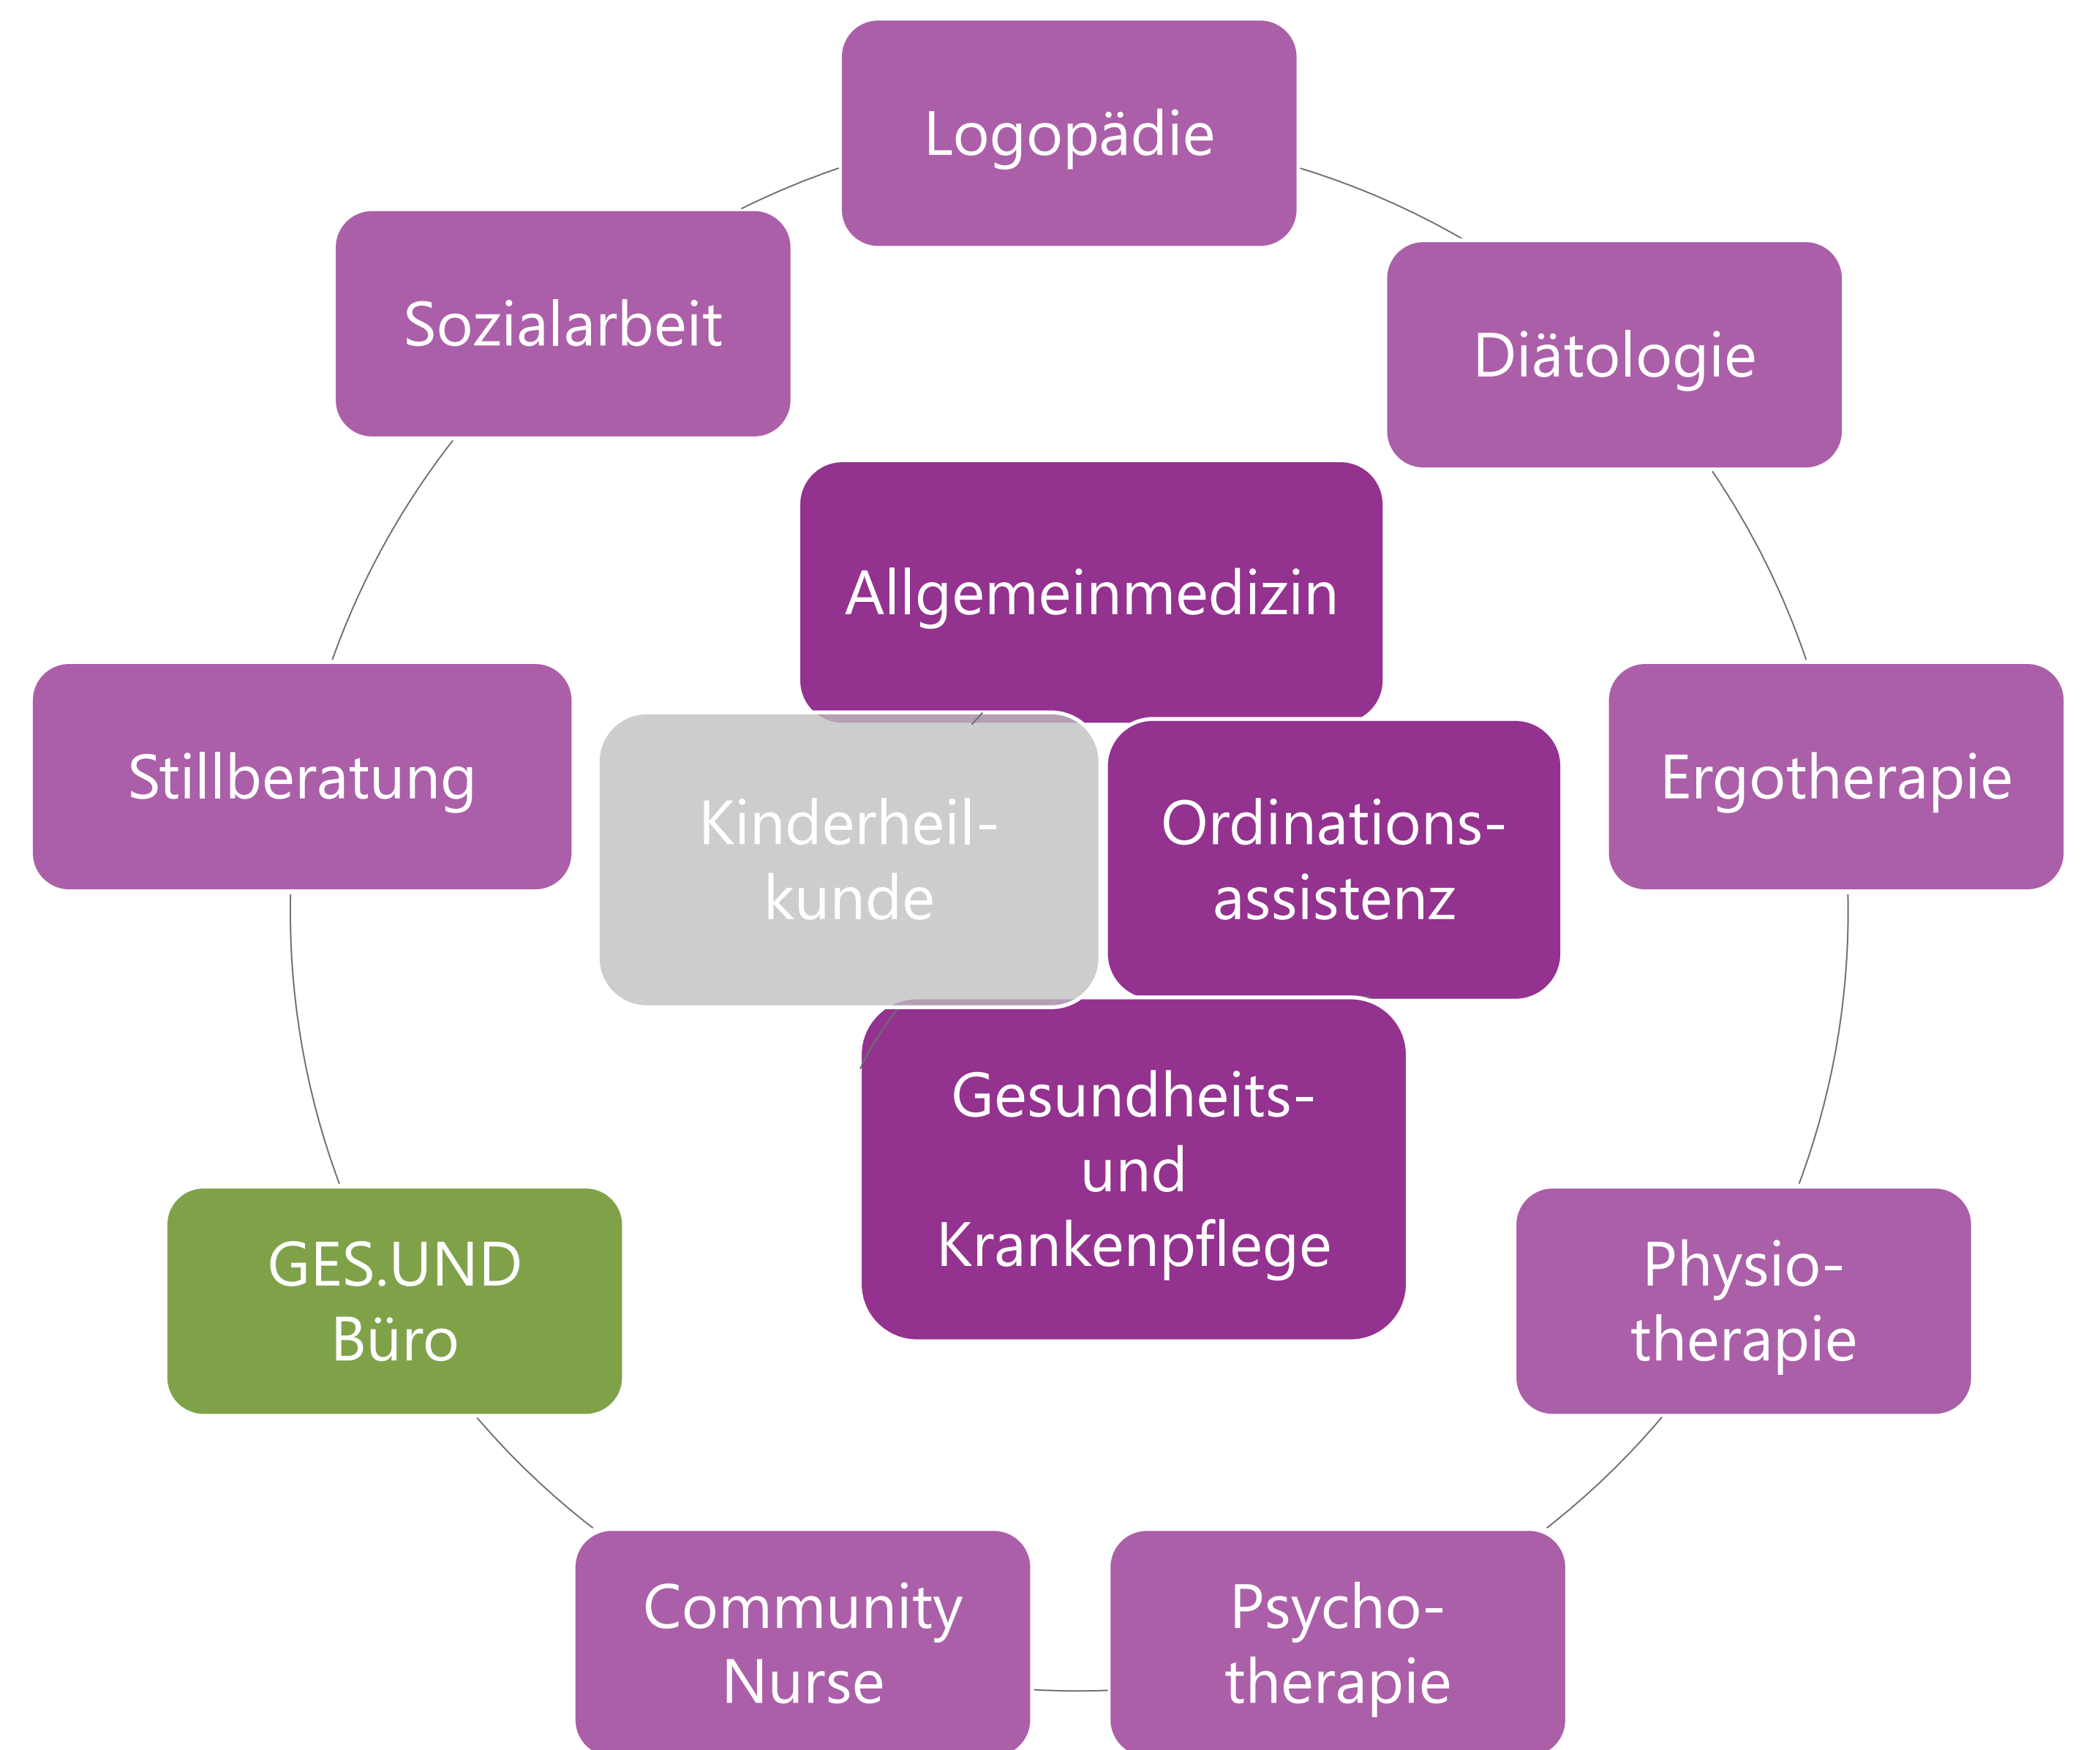 Logopädie
Sozialarbeit
Diätologie
Allgemeinmedizin
Stillberatung
Ergotherapie
Kinderheil-
kunde
Ordinations-
assistenz
Gesundheits-
und
Krankenpflege
GES.UND
Büro
Physio-
therapie
Community
Nurse
Psycho-
therapie